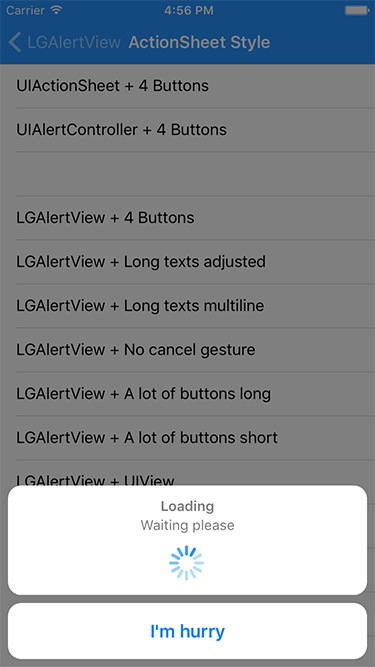 Carrier 4:56 PM
LGAlertView ActionSheet Style
UIActionSheet + 4 Buttons
UIAlertController + 4 Buttons
LGAlertView + 4 Buttons
LGAlertView + Long texts adjusted
LGAlertView + Long texts multiline
LGAlertView + No cancel gesture
LGAlertView + A lot of buttons long
LGAlertView + A lot of buttons short
LGAlertView + UIView
Loading
Waiting please
I'm hurry